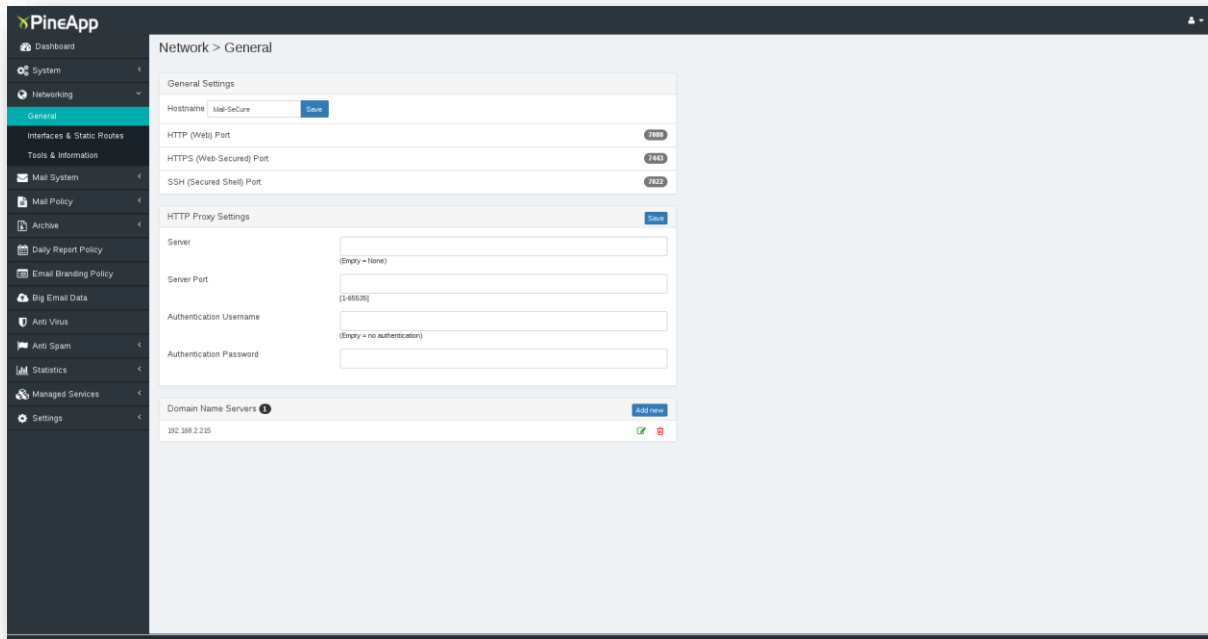 PineApp
Dashboard
System
Networking
General
Interfaces & Static Routes
Tools & Information
Mail System
Mail Policy
Archive
Daily Report Policy
Email Branding Policy
Big Email Data
Anti Virus
Anti Spam
Statistics
Managed Services
Settings
Network > General
General Settings
Hostname Mail-SeCure Save
HTTP (Web) Port 7080
HTTPS (Web-Secured) Port 7443
SSH (Secured Shell) Port 7022
HTTP Proxy Settings Save
Server
(Empty = None)
Server Port
[1-65535]
Authentication Username
(Empty = no authentication)
Authentication Password
Domain Name Servers 1 Add new
192.168.2.215